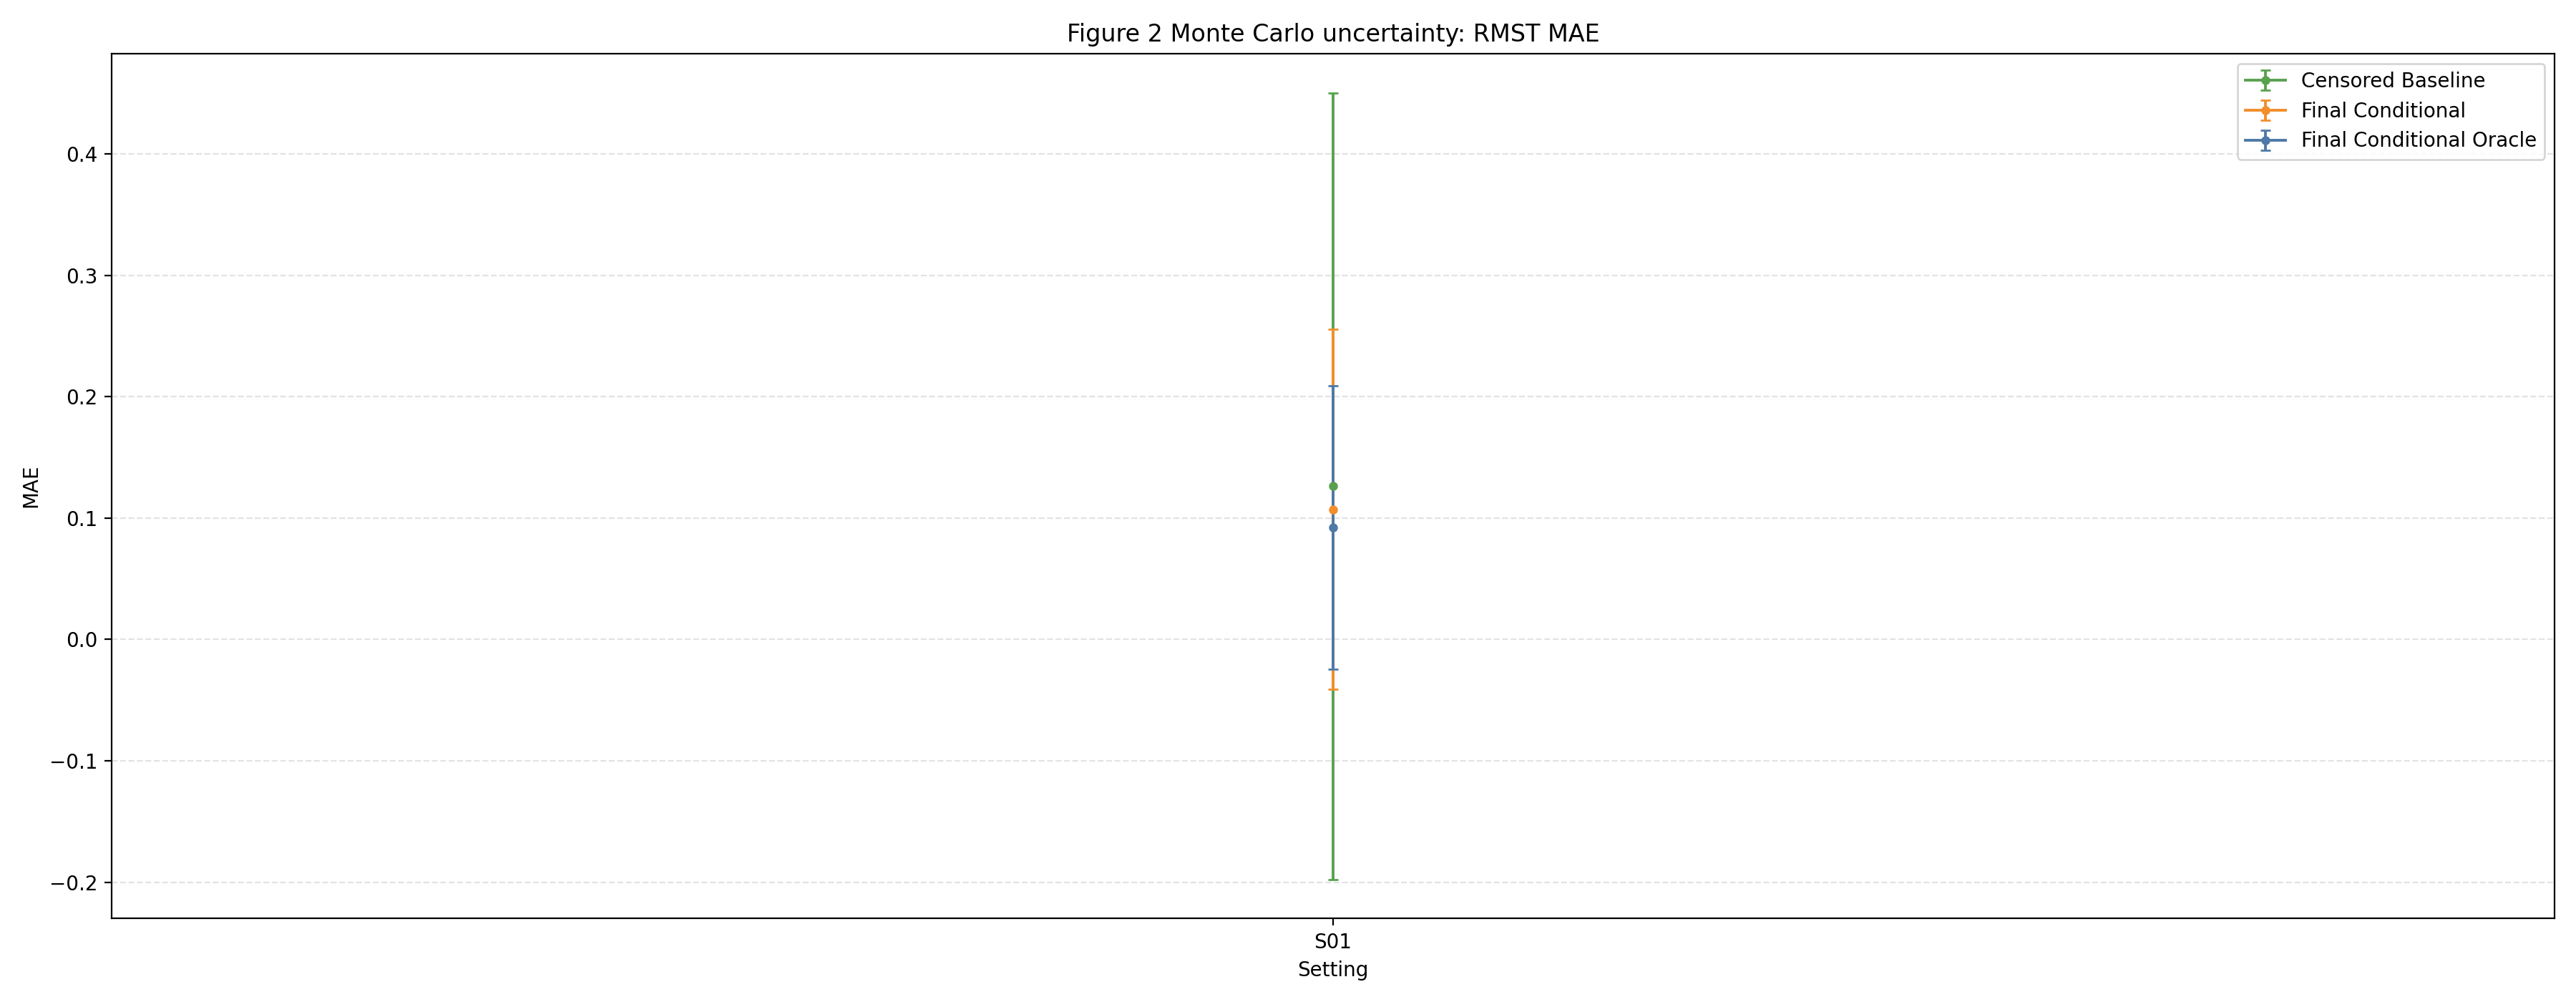 Figure 2 Monte Carlo uncertainty: RMST MAE
Censored Baseline
Final Conditional
Final Conditional Oracle
0.4
0.3
0.2
0.1
0.0
−0.1
−0.2
MAE
S01
Setting